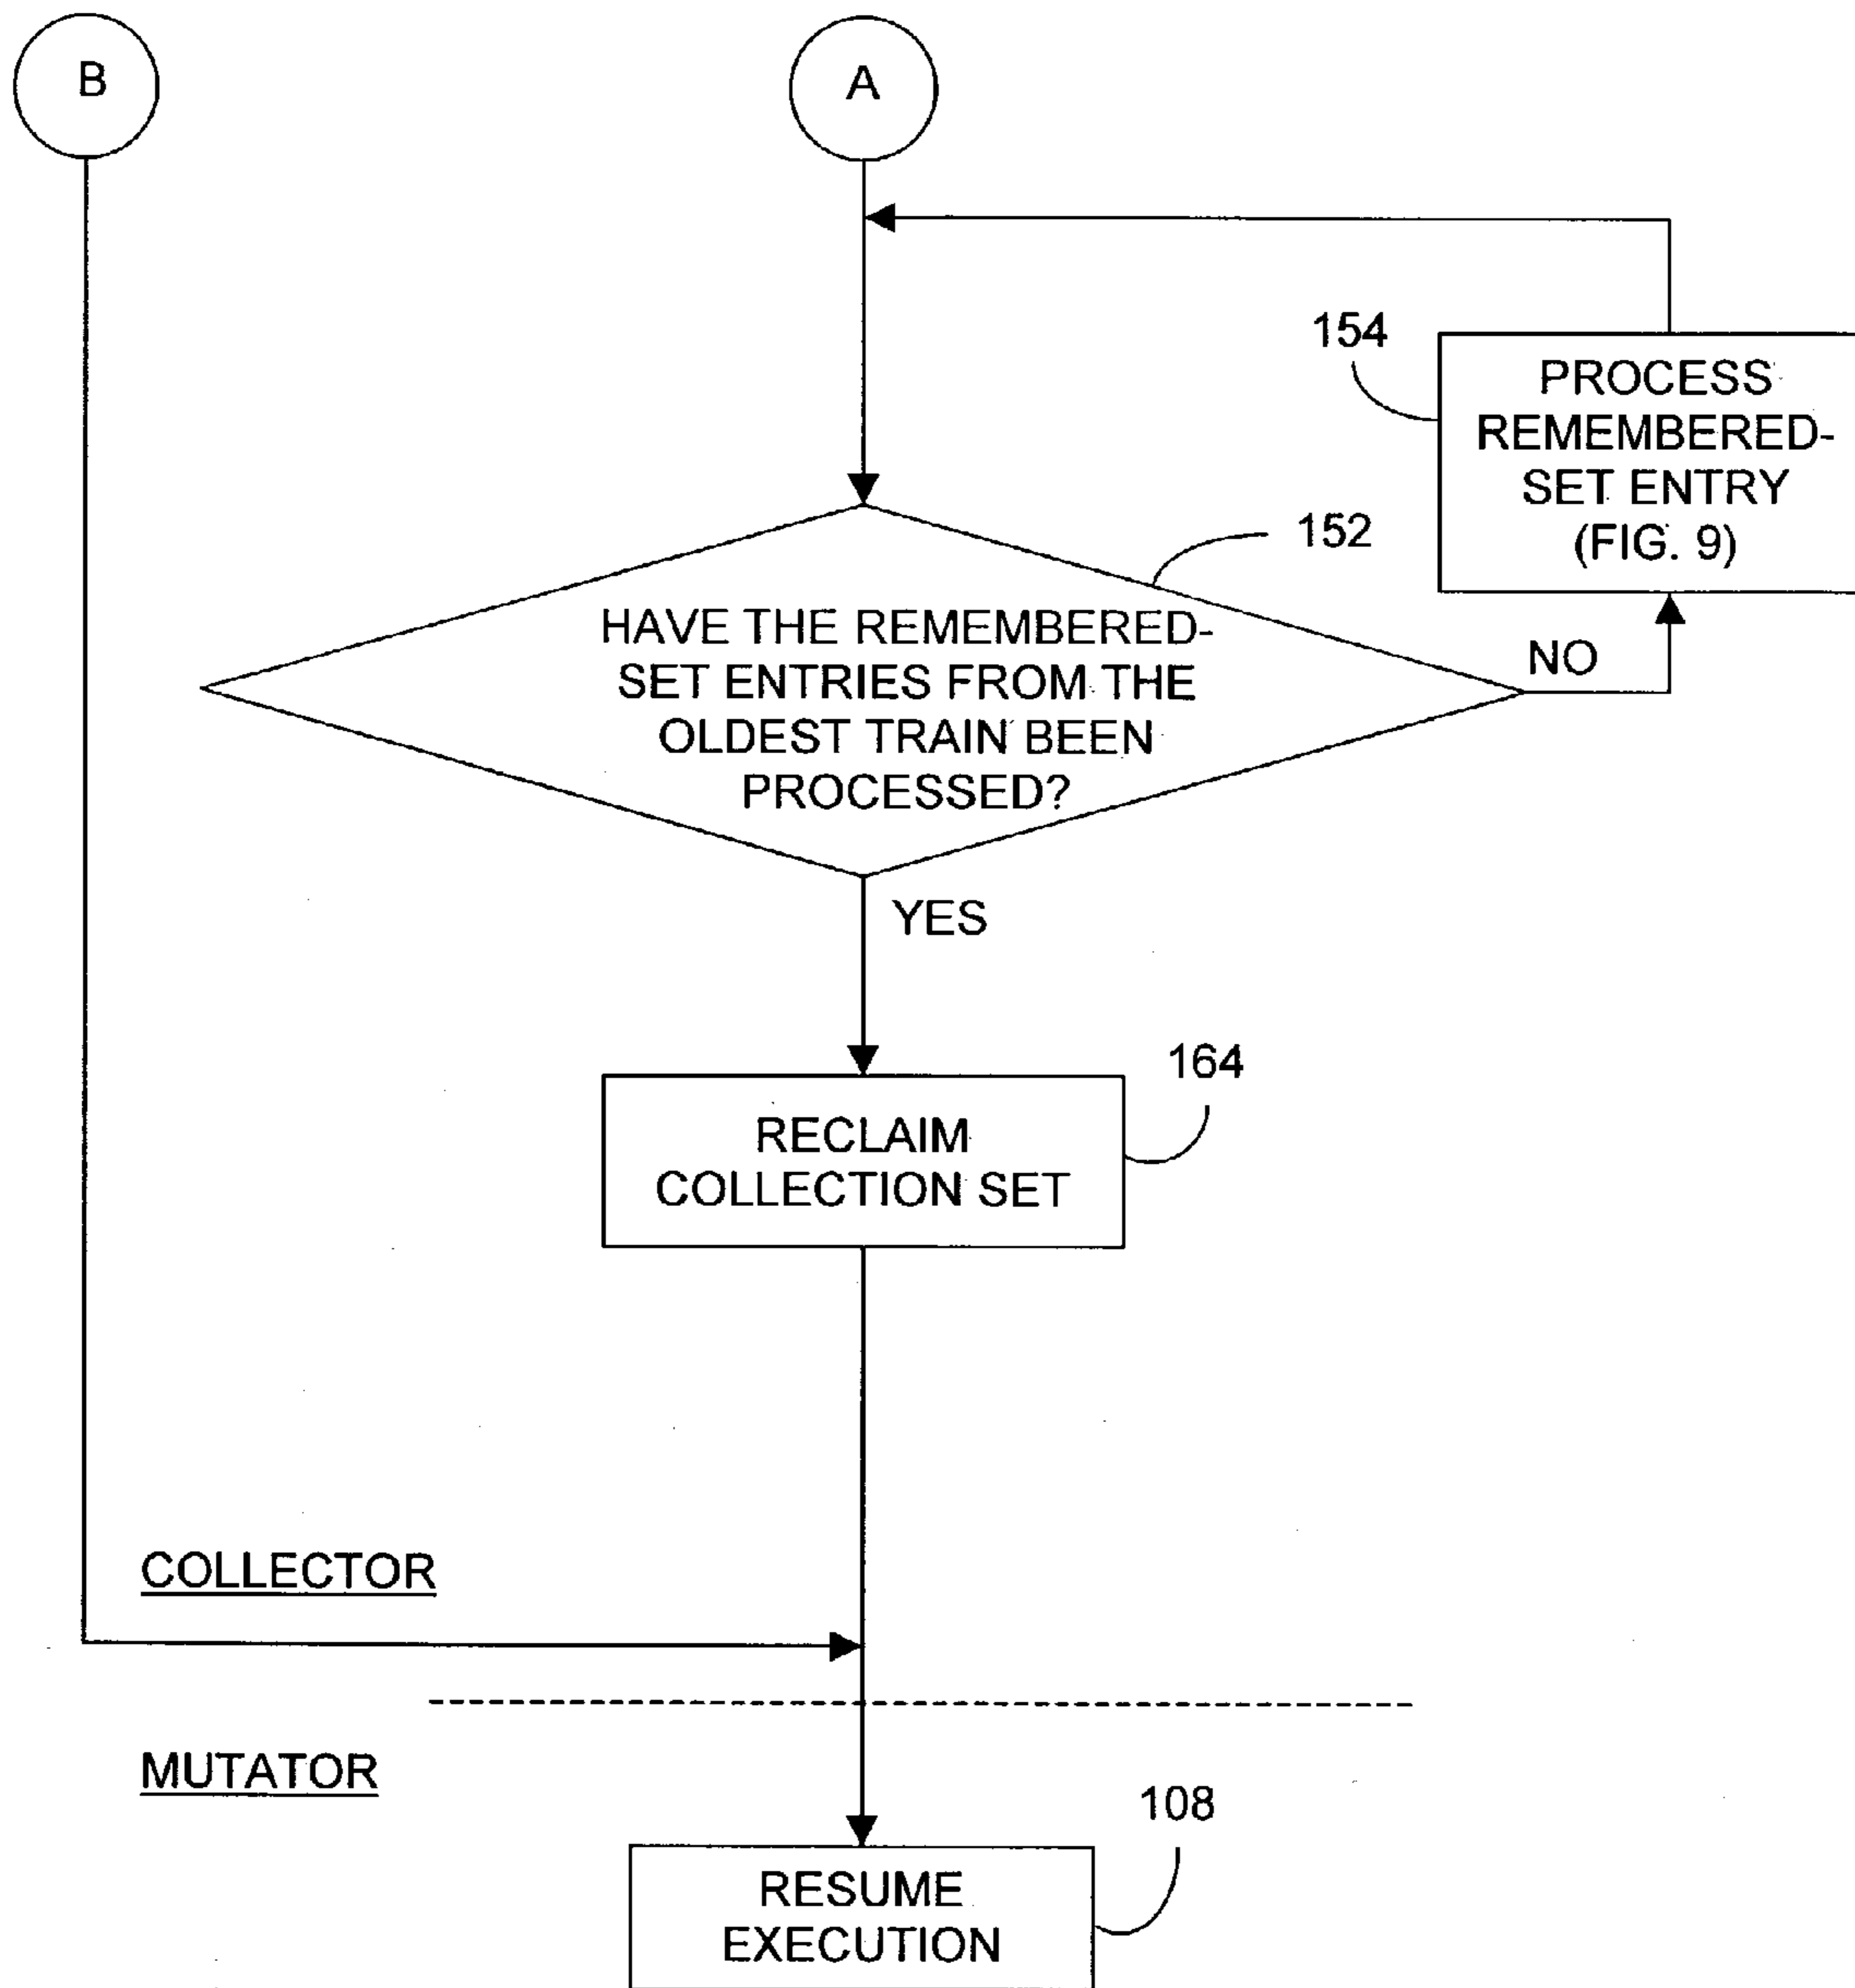 B
A
154
PROCESS
REMEMBERED-
SET ENTRY
(FIG. 9)
152
HAVE THE REMEMBERED-
SET ENTRIES FROM THE
OLDEST TRAIN BEEN
PROCESSED?
NO
YES
164
RECLAIM
COLLECTION SET
COLLECTOR
MUTATOR
108
RESUME
EXECUTION